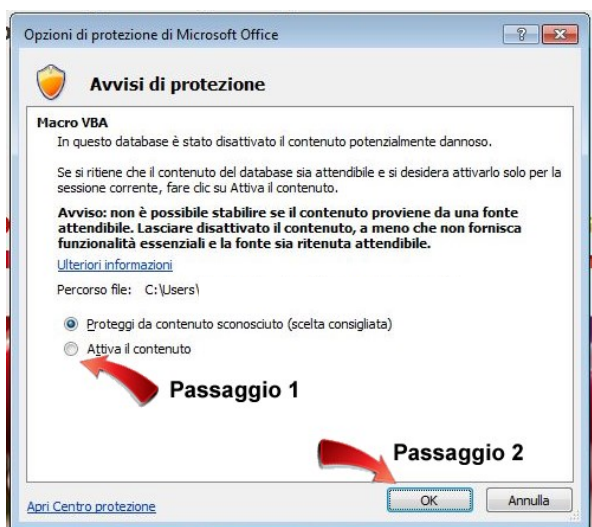 Opzioni di protezione di Microsoft Office
Avvisi di protezione
Macro VBA
In questo database è stato disattivato il contenuto potenzialmente dannoso.
Se si ritiene che il contenuto del database sia attendibile e si desidera attivarlo solo per la
sessione corrente, fare clic su Attiva il contenuto.
Avviso: non è possibile stabilire se il contenuto proviene da una fonte
attendibile. Lasciare disattivato il contenuto, a meno che non fornisca
funzionalità essenziali e la fonte sia ritenuta attendibile.
Ulteriori informazioni
Percorso file: C:\Users\
Proteggi da contenuto sconosciuto (scelta consigliata)
Attiva il contenuto
Passaggio 1
Passaggio 2
Apri Centro protezione
OK
Annulla